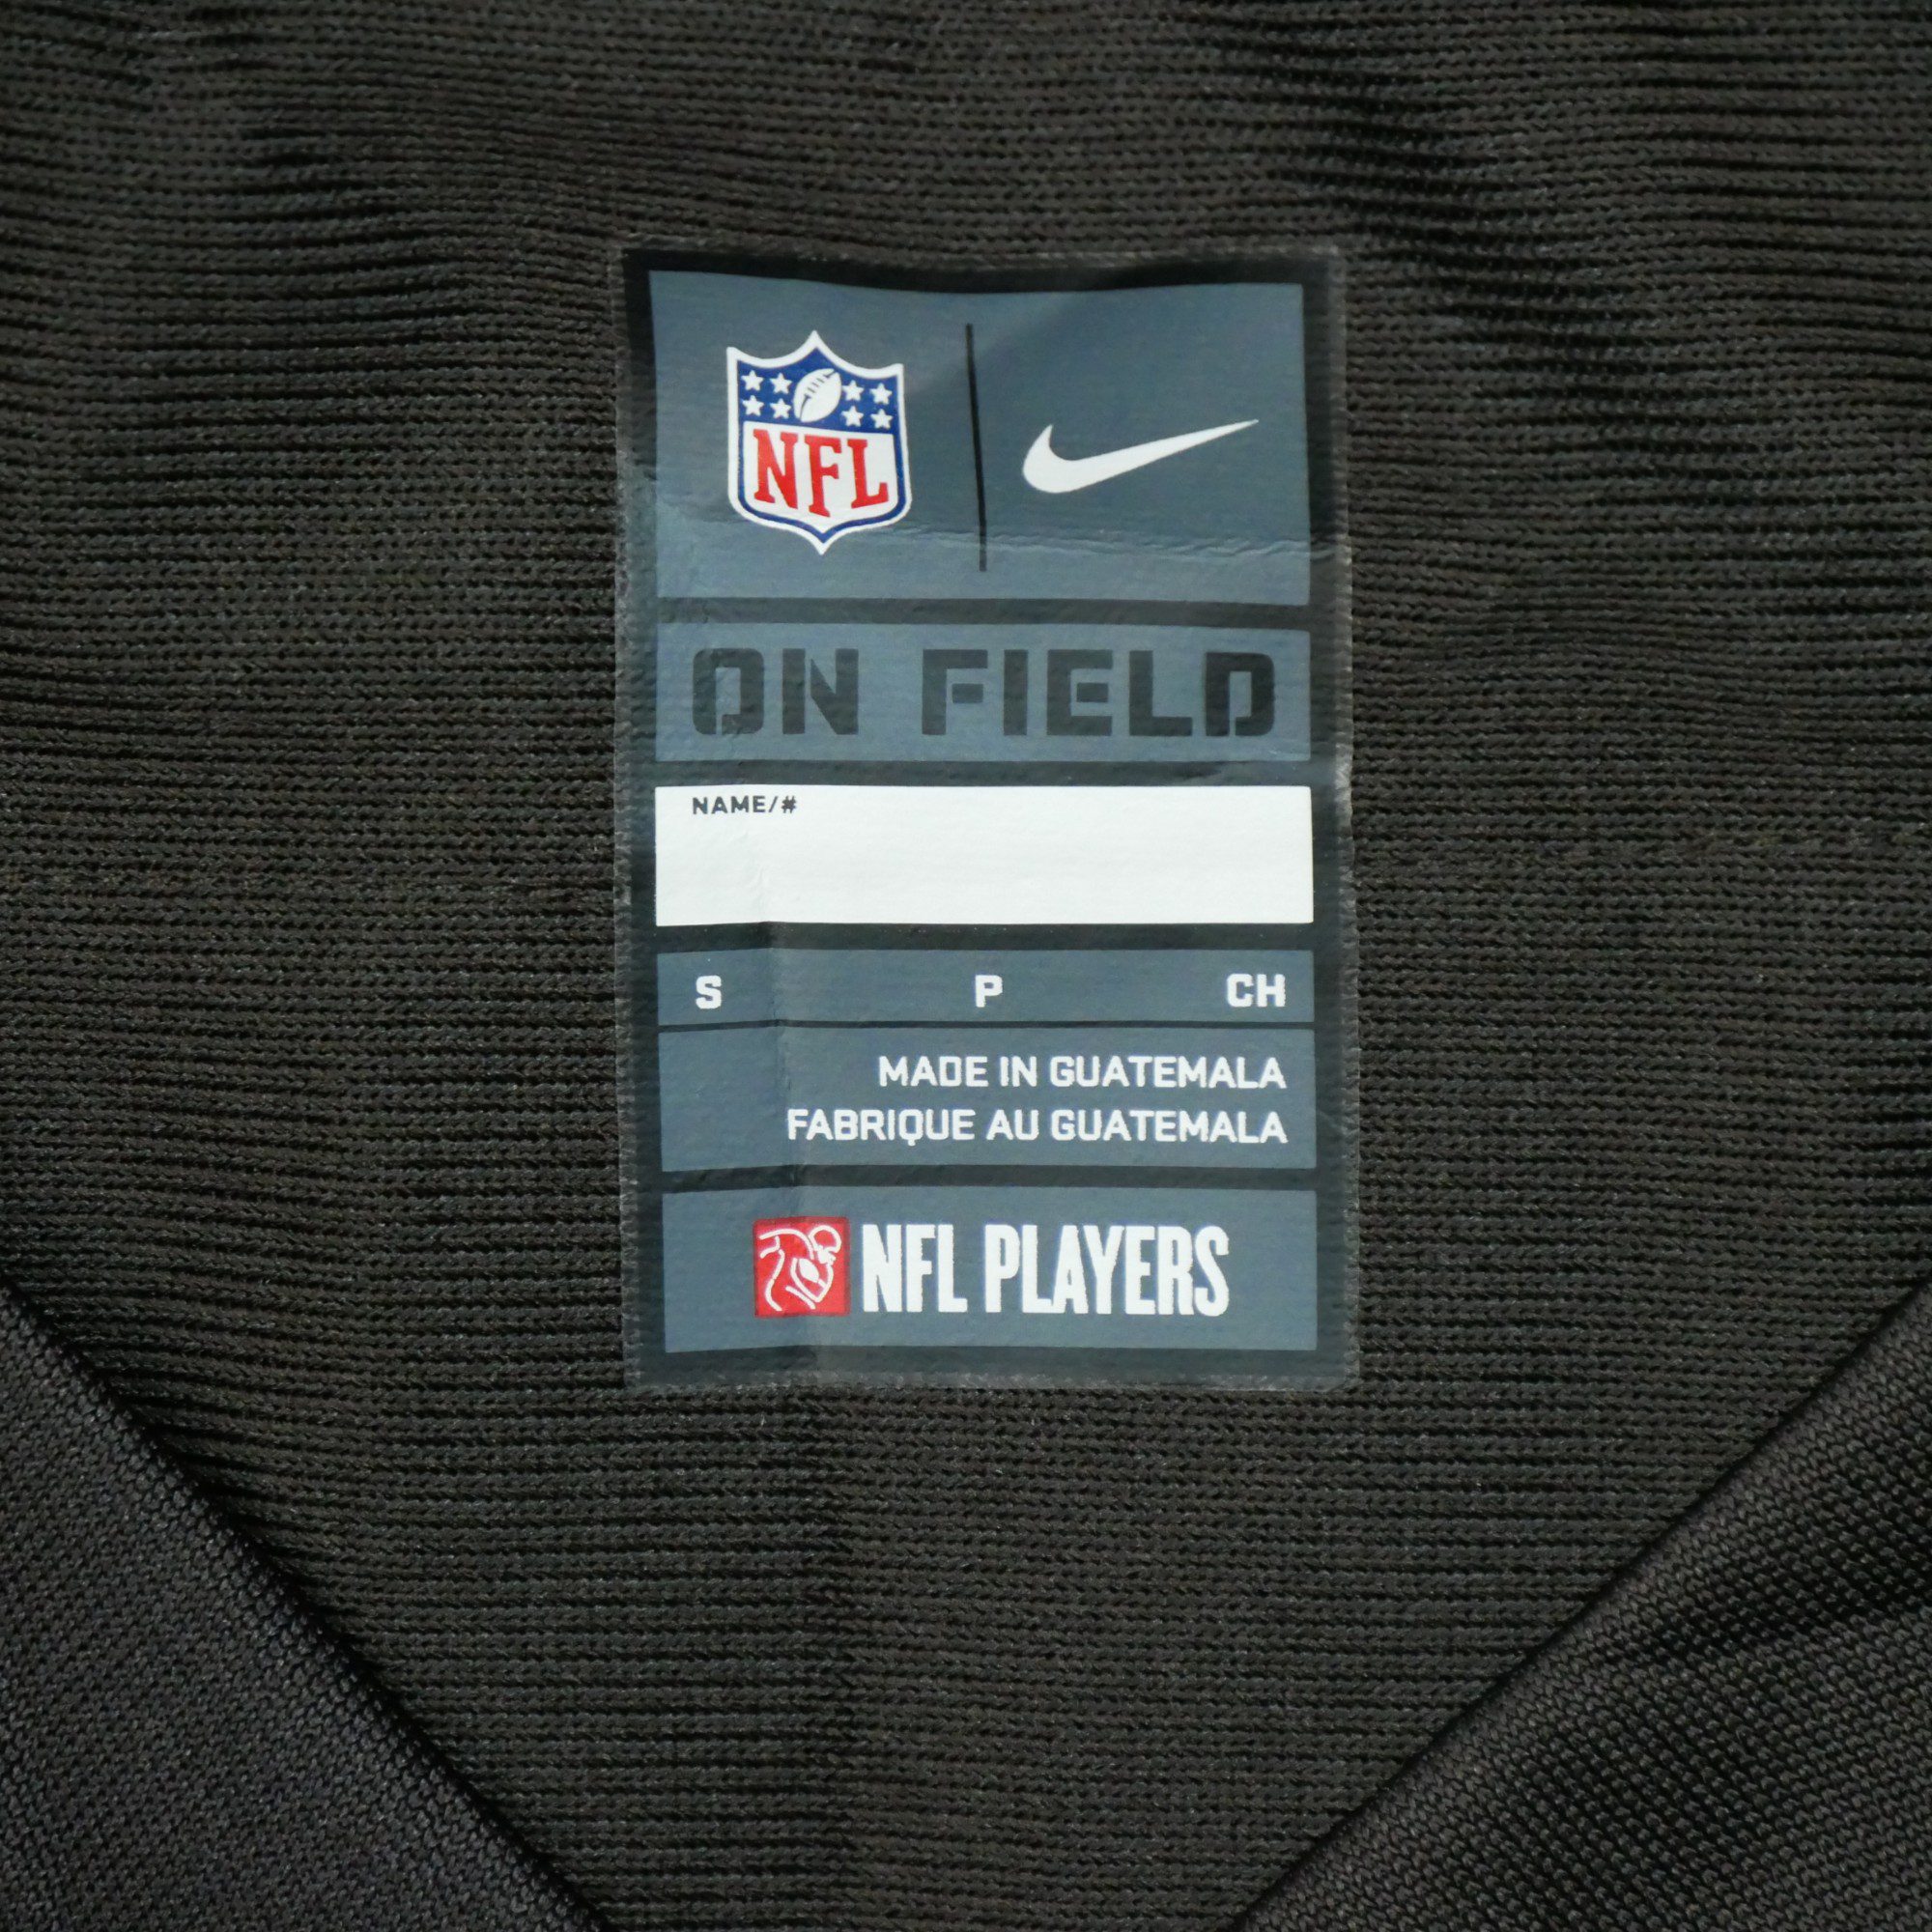 NFL
ON FIELD
NAME/#
S P CH
MADE IN GUATEMALA
FABRIQUE AU GUATEMALA
NFL PLAYERS